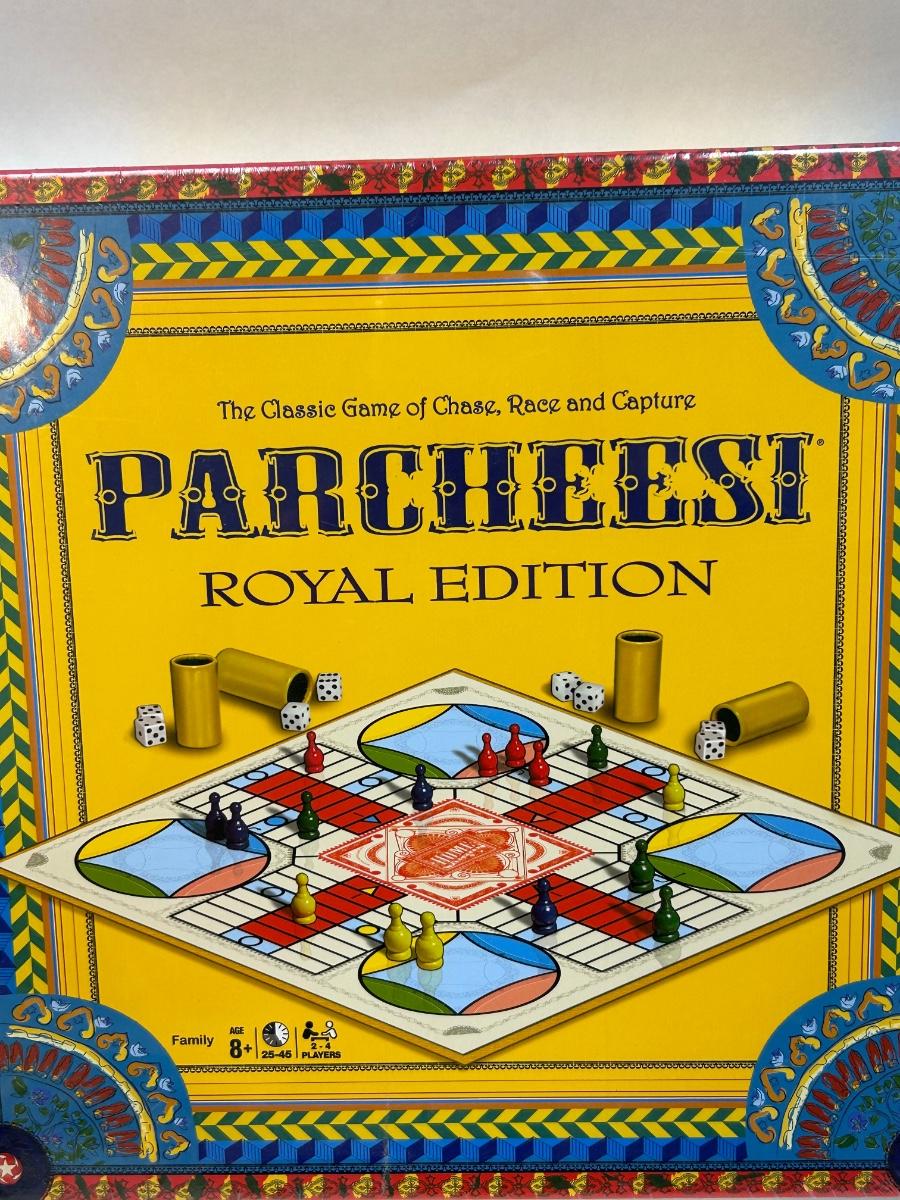 The Classic Game of Chase, Race and Capture
PARCHEESI®
ROYAL EDITION
HOME
Family
AGE
8+
25-45
2 - 4
PLAYERS